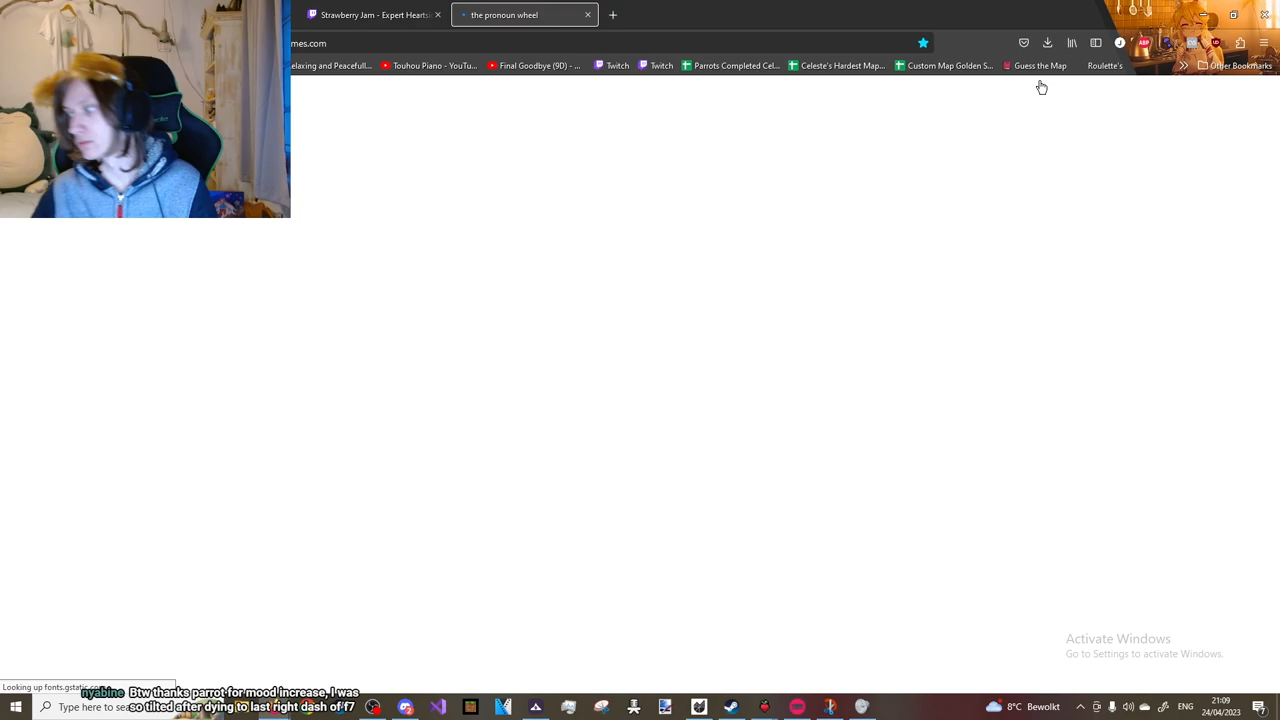 Strawberry Jam - Expert Heartsi
the pronoun wheel
mes.com
elaxing and Peacefull...
Touhou Piano - YouTu...
Final Goodbye (9D) - ...
Twitch
Twitch
Parrots Completed Cel...
Celeste's Hardest Map...
Custom Map Golden S...
Guess the Map
Roulette's
Other Bookmarks
Activate Windows
Go to Settings to activate Windows.
Looking up fonts.gstatic.co
nyabine Btw thanks parrot for mood increase, I was
so tilted after dying to last right dash of f7
Type here to sea
8°C Bewolkt
ENG
21:09
24/04/2023